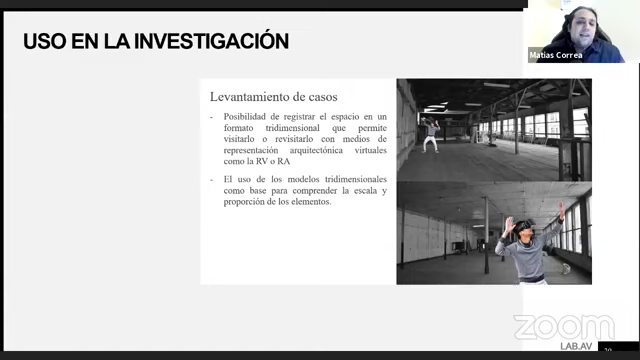 USO EN LA INVESTIGACIÓN
Matias Correa
Levantamiento de casos
- Posibilidad de registrar el espacio en un
formato tridimensional que permite
visitarlo o revisitarlo con medios de
representación arquitectónica virtuales
como la RV o RA
- El uso de los modelos tridimensionales
como base para comprender la escala y
proporción de los elementos.
zoom
LAB.AV